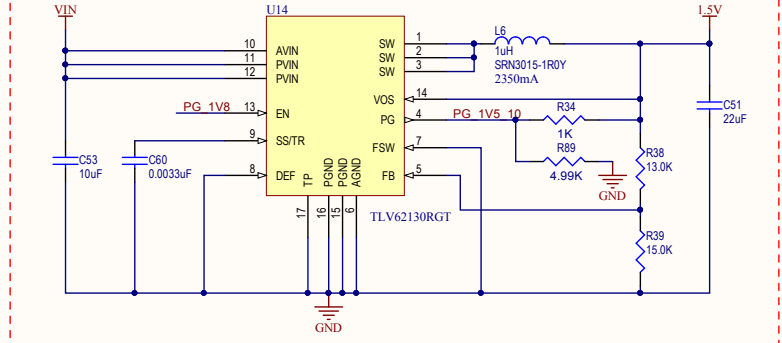 VIN
U14
1.5V
10
AVIN
11
PVIN
12
PVIN
SW
1
SW
2
SW
3
L6
1uH
SRN3015-1R0Y
2350mA
VOS
14
PG_1V8
13
EN
PG
4
PG_1V5_10
R34
1K
C51
22uF
9
SS/TR
FSW
7
R89
4.99K
GND
R38
13.0K
C53
10uF
C60
0.0033uF
8
DEF
FB
5
TP
PGND
PGND
AGND
17
16
15
6
TLV62130RGT
R39
15.0K
GND